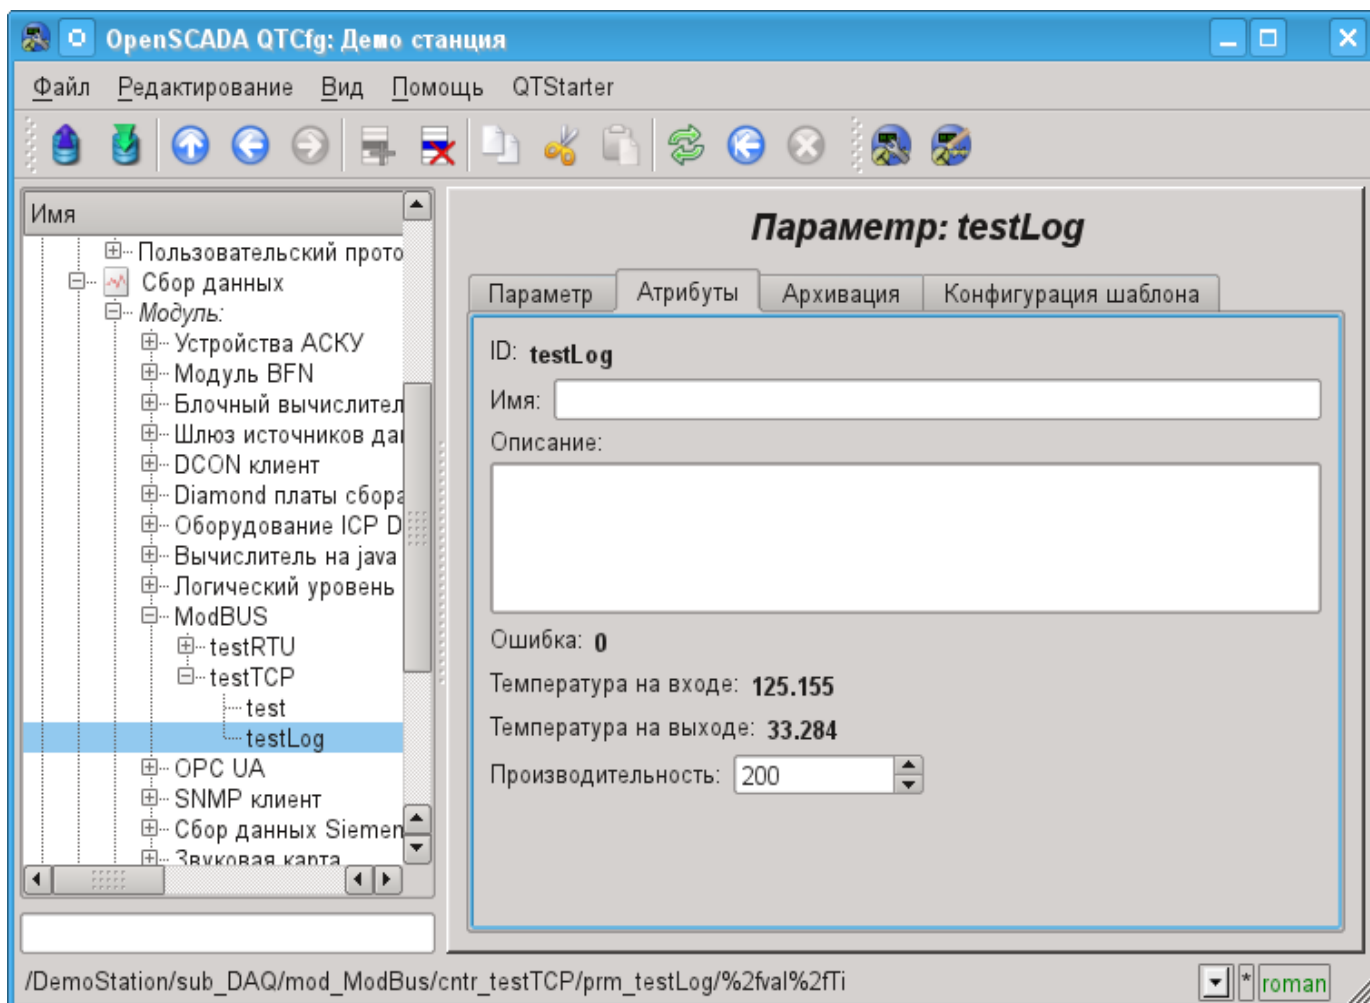 OpenSCADA QTCfg: Демо станция
Файл Редактирование Вид Помощь QTStarter
Имя
Пользовательский прото
Сбор данных
Модуль:
Устройства АСКУ
Модуль BFN
Блочный вычислител
Шлюз источников дан
DCON клиент
Diamond платы сбора
Оборудование ICP D
Вычислитель на java
Логический уровень
ModBUS
testRTU
testTCP
test
testLog
OPC UA
SNMP клиент
Сбор данных Siemen
Звуковая карта
Параметр: testLog
Параметр Атрибуты Архивация Конфигурация шаблона
ID: testLog
Имя:
Описание:
Ошибка: 0
Температура на входе: 125.155
Температура на выходе: 33.284
Производительность: 200
/DemoStation/sub_DAQ/mod_ModBus/cntr_testTCP/prm_testLog/%2fval%2fTi
* roman